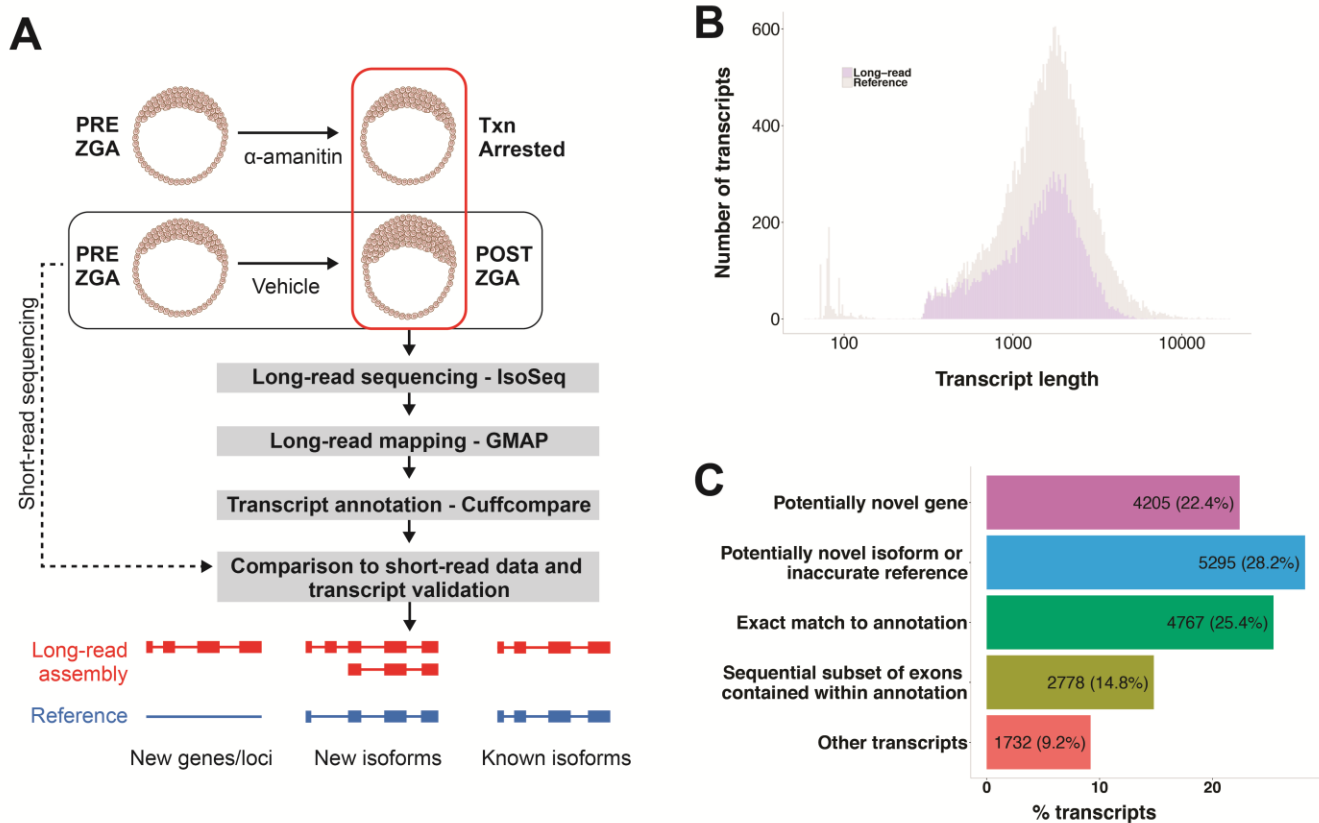 A
PRE
ZGA
α-amanitin
Txn
Arrested
PRE
ZGA
Vehicle
POST
ZGA
Short-read sequencing
Long-read sequencing - IsoSeq
Long-read mapping - GMAP
Transcript annotation - Cuffcompare
Comparison to short-read data and
transcript validation
Long-read
assembly
Reference
New genes/loci
New isoforms
Known isoforms
B
Number of transcripts
600
400
200
0
Long-read
Reference
100
1000
10000
Transcript length
C
Potentially novel gene
4205 (22.4%)
Potentially novel isoform or
inaccurate reference
5295 (28.2%)
Exact match to annotation
4767 (25.4%)
Sequential subset of exons
contained within annotation
2778 (14.8%)
Other transcripts
1732 (9.2%)
0
10
20
% transcripts